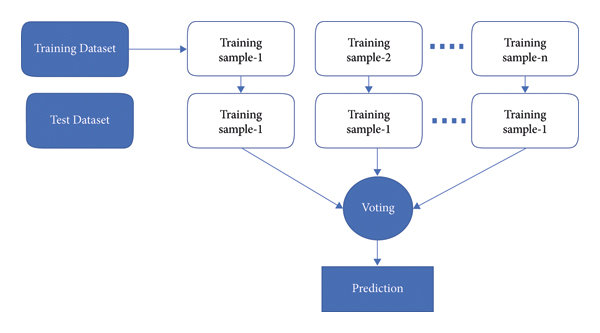 Training Dataset
Training
sample-1
Training
sample-2
Training
sample-n
Test Dataset
Training
sample-1
Training
sample-1
Training
sample-1
Voting
Prediction